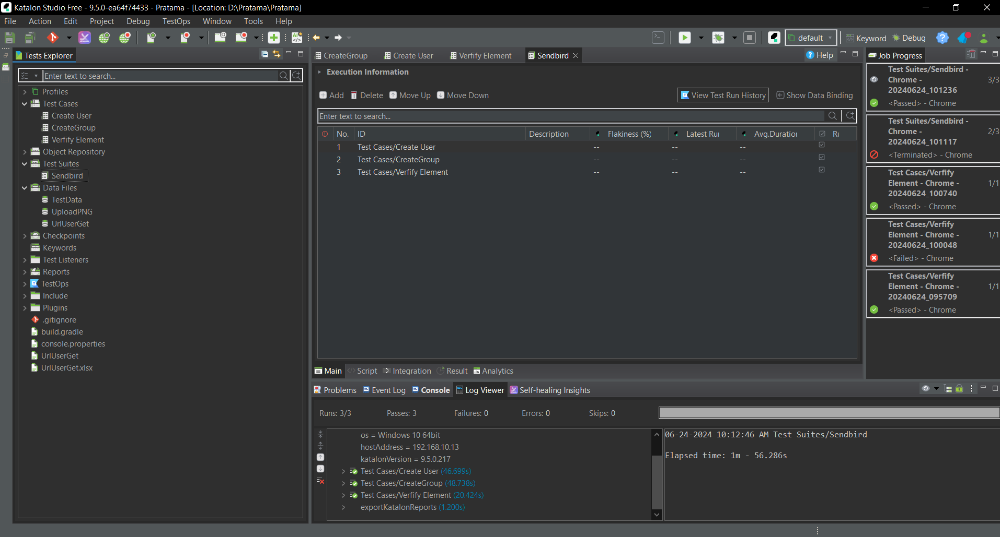 Katalon Studio Free - 9.5.0-ea64f74433 - Pratama - [Location: D:\Pratama\Pratama]
File Action Edit Project Debug TestOps Window Tools Help
default Keyword Debug
Tests Explorer
Enter text to search...
Profiles
Test Cases
Create User
CreateGroup
Verfify Element
Object Repository
Test Suites
Sendbird
Data Files
TestData
UploadPNG
UrlUserGet
Checkpoints
Keywords
Test Listeners
Reports
TestOps
Include
Plugins
.gitignore
build.gradle
console.properties
UrlUserGet
UrlUserGet.xlsx
CreateGroup Create User Verfify Element Sendbird Help
Execution Information
Add Delete Move Up Move Down View Test Run History Show Data Binding
Enter text to search...
No. ID Description Flakiness (%) Latest Rui Avg.Duration Ru
1 Test Cases/Create User -- -- --
2 Test Cases/CreateGroup -- -- --
3 Test Cases/Verfify Element -- -- --
Main Script Integration Result Analytics
Job Progress
Test Suites/Sendbird -
Chrome - 3/3
20240624_101236
<Passed> - Chrome
Test Suites/Sendbird -
Chrome - 2/3
20240624_101117
<Terminated> - Chrome
Test Cases/Verfify
Element - Chrome - 1/1
20240624_100740
<Passed> - Chrome
Test Cases/Verfify
Element - Chrome - 1/1
20240624_100048
<Failed> - Chrome
Test Cases/Verfify
Element - Chrome - 1/1
20240624_095709
<Passed> - Chrome
Problems Event Log Console Log Viewer Self-healing Insights
Runs: 3/3 Passes: 3 Failures: 0 Errors: 0 Skips: 0
os = Windows 10 64bit
hostAddress = 192.168.10.13
katalonVersion = 9.5.0.217
Test Cases/Create User (46.699s)
Test Cases/CreateGroup (48.738s)
Test Cases/Verfify Element (20.424s)
exportKatalonReports (1.200s)
06-24-2024 10:12:46 AM Test Suites/Sendbird
Elapsed time: 1m - 56.286s